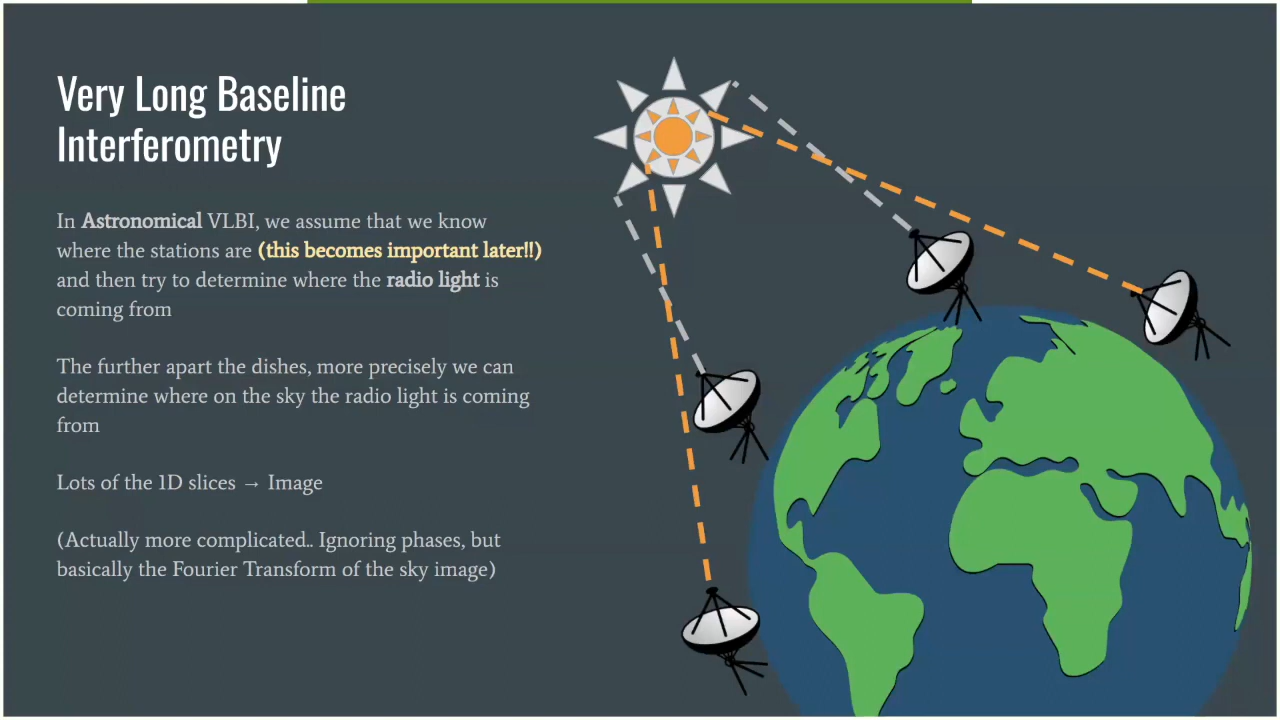 Very Long Baseline
Interferometry
In Astronomical VLBI, we assume that we know
where the stations are (this becomes important later!!)
and then try to determine where the radio light is
coming from
The further apart the dishes, more precisely we can
determine where on the sky the radio light is coming
from
Lots of the 1D slices → Image
(Actually more complicated.. Ignoring phases, but
basically the Fourier Transform of the sky image)